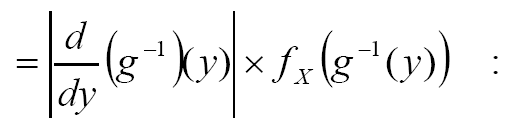 = |d/dy (g⁻¹)(y)| × f_X(g⁻¹(y)) :